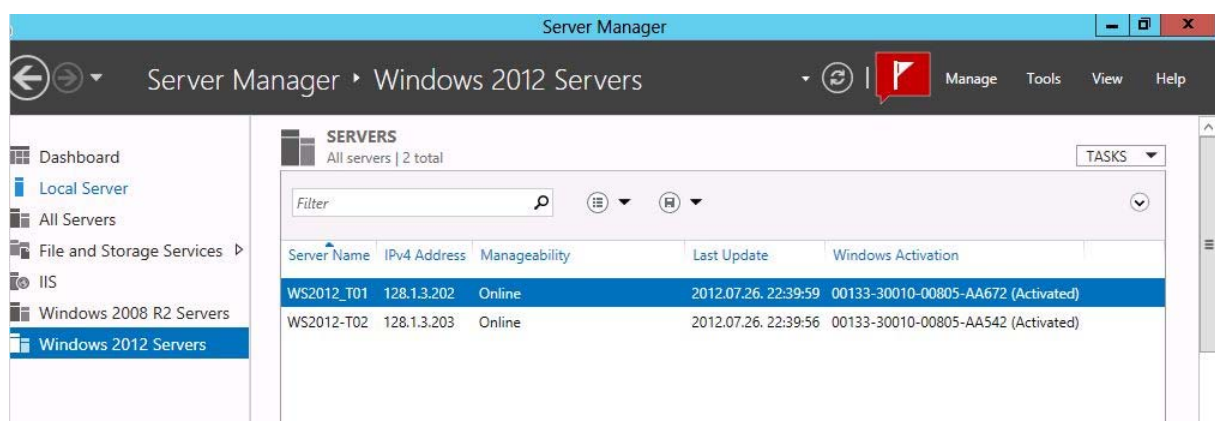 Server Manager
Server Manager ‣ Windows 2012 Servers
Manage Tools View Help
Dashboard
Local Server
All Servers
File and Storage Services
IIS
Windows 2008 R2 Servers
Windows 2012 Servers
SERVERS
All servers | 2 total
TASKS
Filter
Server Name IPv4 Address Manageability Last Update Windows Activation
WS2012_T01 128.1.3.202 Online 2012.07.26. 22:39:59 00133-30010-00805-AA672 (Activated)
WS2012-T02 128.1.3.203 Online 2012.07.26. 22:39:56 00133-30010-00805-AA542 (Activated)